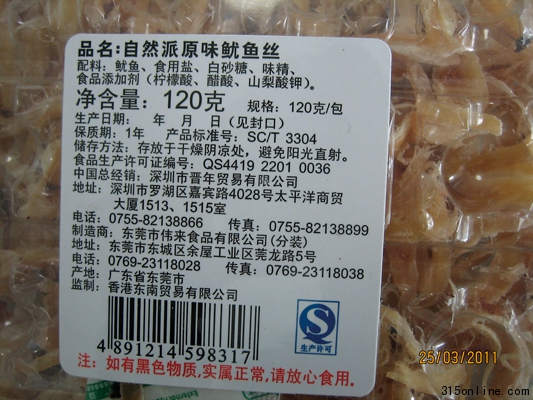 品名:自然派原味鱿鱼丝
配料: 鱿鱼、食用盐、白砂糖、味精、
食品添加剂（柠檬酸、醋酸、山梨酸钾）。
净含量: 120克 规格: 120克/包
生产日期: 年 月 日(见封口)
保质期: 1年 产品标准号: SC/T 3304
储存方法: 存放于干燥阴凉处，避免阳光直射。
食品生产许可证编号: QS4419 2201 0036
中国总经销: 深圳市晋年贸易有限公司
地址: 深圳市罗湖区嘉宾路4028号太平洋商贸
大厦1513、1515室
电话: 0755-82138866 传真: 0755-82138899
制造商: 东莞市伟来食品有限公司(分装)
地址: 东莞市东城区余屋工业区莞龙路5号
电话: 0769-23118028 传真: 0769-23118038
产地: 广东省东莞市
监制: 香港东南贸易有限公司
4 891214 598317
生产许可
注: 如有黑色物质,实属正常,请放心食用.
25/03/2011
315online.com